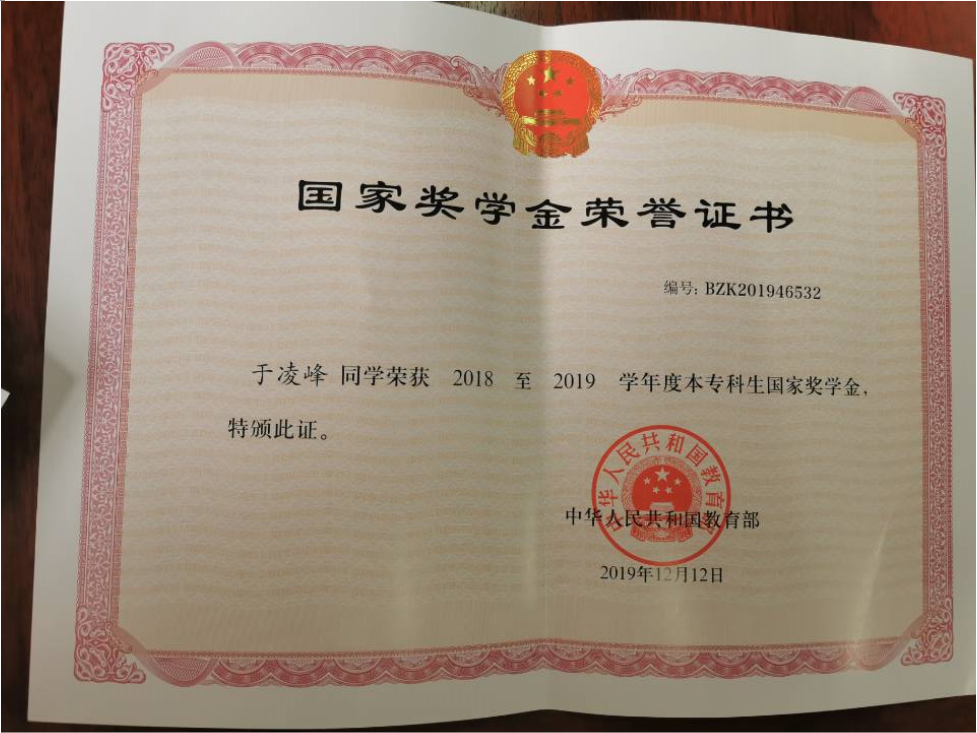 国家奖学金荣誉证书
编号: BZK201946532
于凌峰 同学荣获 2018 至 2019 学年度本专科生国家奖学金,
特颁此证。
中华人民共和国教育部
中华人民共和国教育部
2019年12月12日